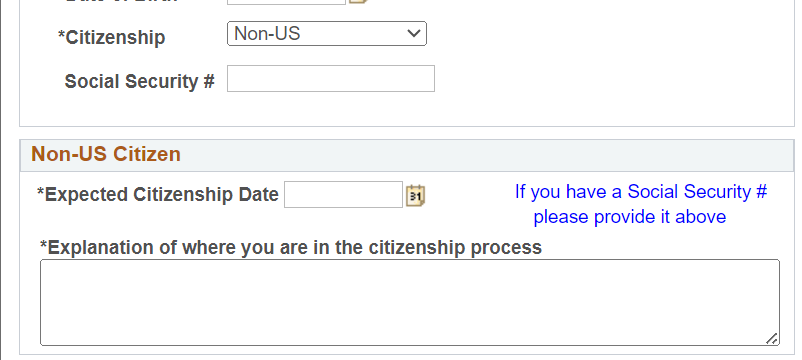 *Citizenship
Non-US
Social Security #
Non-US Citizen
*Expected Citizenship Date
31
If you have a Social Security #
please provide it above
*Explanation of where you are in the citizenship process